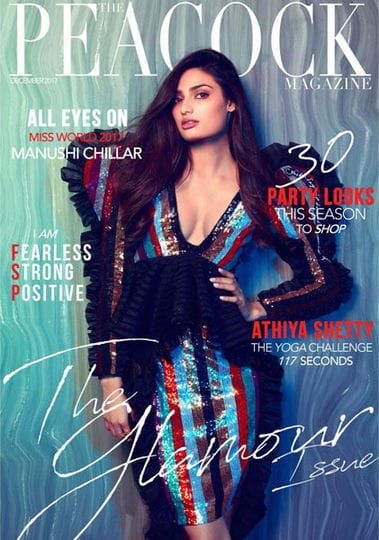 THE
PEACOCK
MAGAZINE
DECEMBER 2017
ALL EYES ON
MISS WORLD 2017
MANUSHI CHILLAR
30
PARTY LOOKS
THIS SEASON
TO SHOP
I AM
FEARLESS
STRONG
POSITIVE
ATHIYA SHETTY
THE YOGA CHALLENGE
117 SECONDS
The
Glamour
Issue